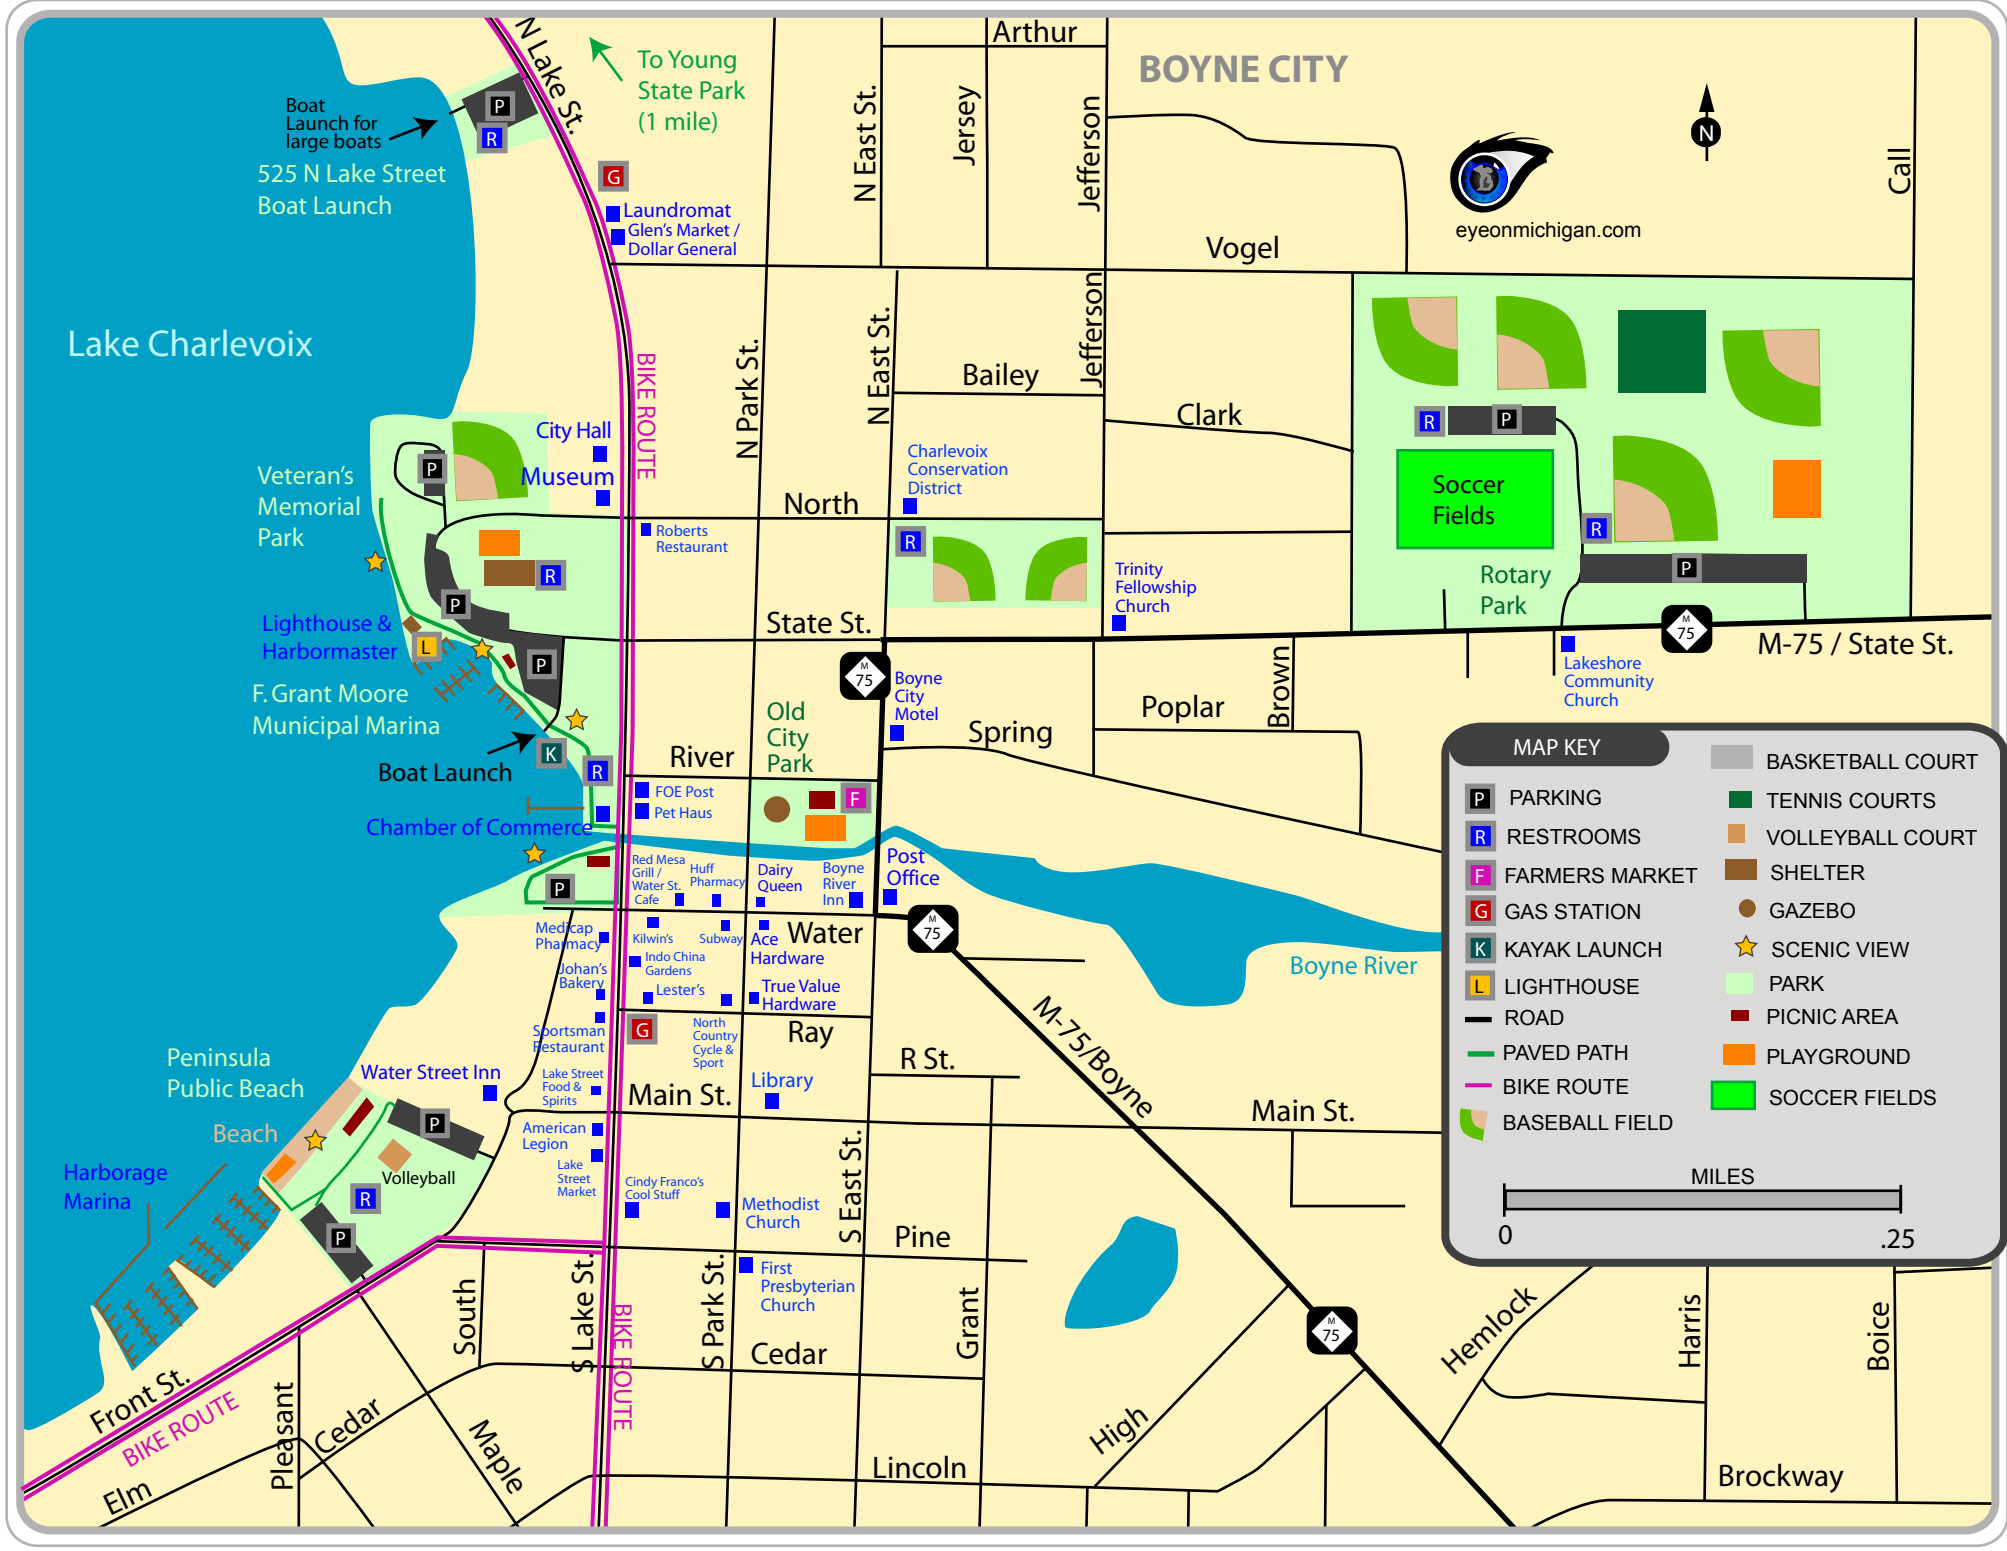 N Lake St.
To Young
State Park
(1 mile)
Arthur
BOYNE CITY
N East St.
Jersey
Jefferson
Call
N
eyeonmichigan.com
Boat
Launch for
large boats
P
R
525 N Lake Street
Boat Launch
G
Laundromat
Glen's Market /
Dollar General
Vogel
Lake Charlevoix
BIKE ROUTE
N Park St.
N East St.
Jefferson
Bailey
Clark
City Hall
Museum
P
Charlevoix
Conservation
District
North
R
P
Soccer
Fields
R
P
Rotary
Park
Veteran's
Memorial
Park
Roberts
Restaurant
R
R
P
Trinity
Fellowship
Church
State St.
M
75
M-75 / State St.
Lighthouse &
Harbormaster
L
P
F. Grant Moore
Municipal Marina
M
75
Boyne
City
Motel
Brown
Lakeshore
Community
Church
Old
City
Park
Poplar
Spring
River
Boat Launch
K
R
FOE Post
Pet Haus
F
Chamber of Commerce
P
Red Mesa
Grill /
Water St.
Cafe
Huff
Pharmacy
Dairy
Queen
Boyne
River
Inn
Post
Office
M
75
Medicap
Pharmacy
Kilwin's
Subway
Ace
Hardware
Water
Boyne River
Johan's
Bakery
Indo China
Gardens
Lester's
True Value
Hardware
Sportsman
Restaurant
G
North
Country
Cycle &
Sport
Ray
M-75/Boyne
R St.
Peninsula
Public Beach
Water Street Inn
Lake Street
Food &
Spirits
Main St.
Library
Main St.
Beach
P
American
Legion
Volleyball
R
P
Lake
Street
Market
Cindy Franco's
Cool Stuff
Methodist
Church
S East St.
Harborage
Marina
Pine
First
Presbyterian
Church
South
S Lake St.
BIKE ROUTE
S Park St.
Grant
Cedar
M
75
Hemlock
Harris
Boice
Front St.
BIKE ROUTE
Pleasant
Cedar
Maple
Elm
Lincoln
High
Brockway
MAP KEY
P PARKING
R RESTROOMS
F FARMERS MARKET
G GAS STATION
K KAYAK LAUNCH
L LIGHTHOUSE
ROAD
PAVED PATH
BIKE ROUTE
BASEBALL FIELD
BASKETBALL COURT
TENNIS COURTS
VOLLEYBALL COURT
SHELTER
GAZEBO
SCENIC VIEW
PARK
PICNIC AREA
PLAYGROUND
SOCCER FIELDS
MILES
0
.25